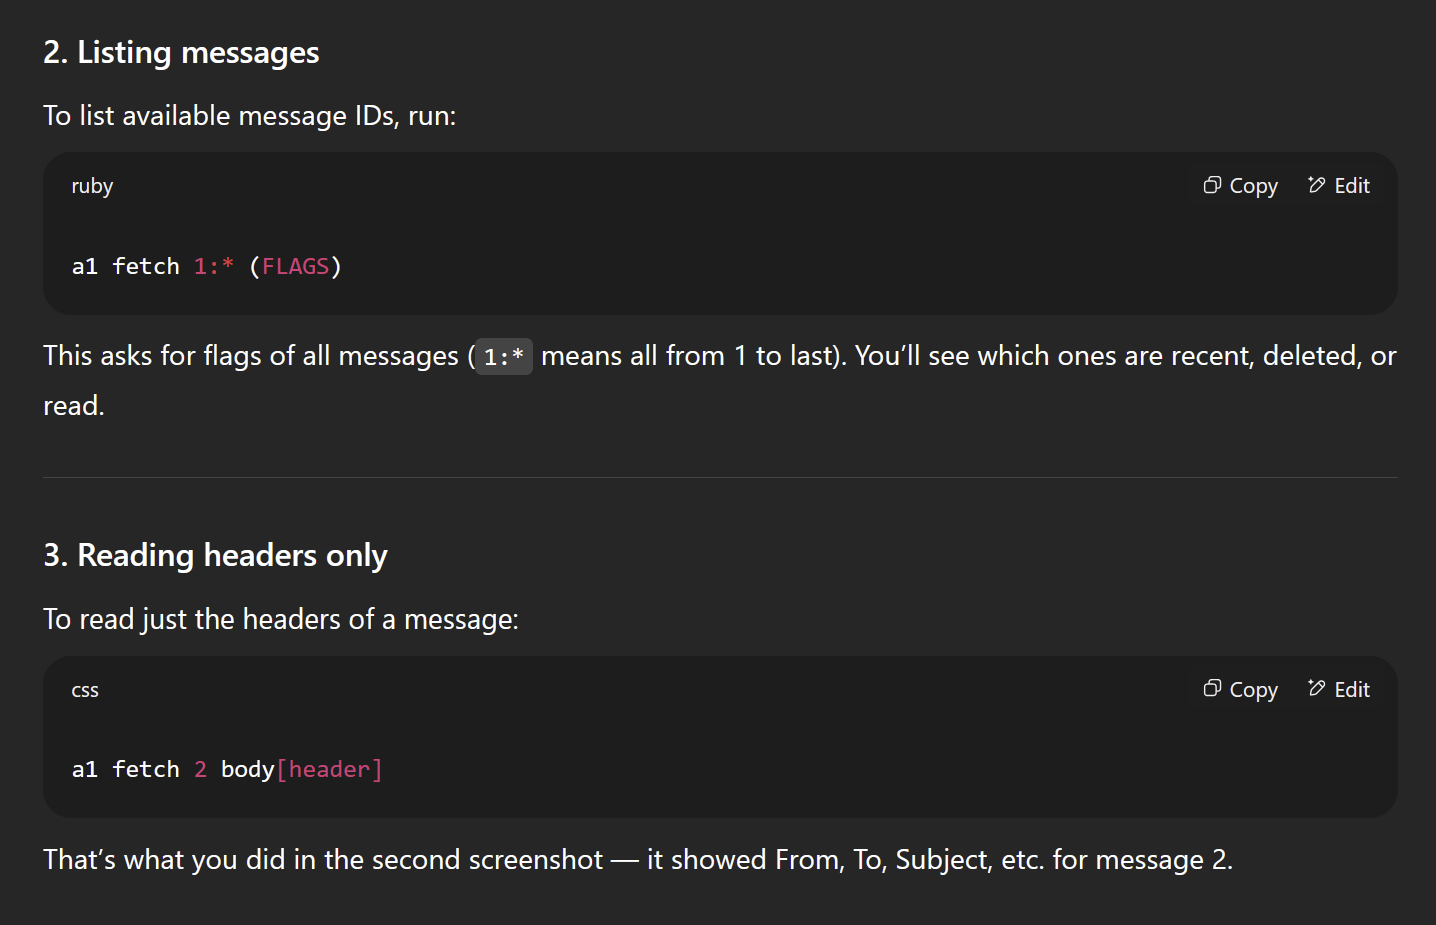 2. Listing messages
To list available message IDs, run:
ruby
Copy
Edit
a1 fetch 1:* (FLAGS)
This asks for flags of all messages (1:* means all from 1 to last). You’ll see which ones are recent, deleted, or
read.
3. Reading headers only
To read just the headers of a message:
css
Copy
Edit
a1 fetch 2 body[header]
That’s what you did in the second screenshot — it showed From, To, Subject, etc. for message 2.